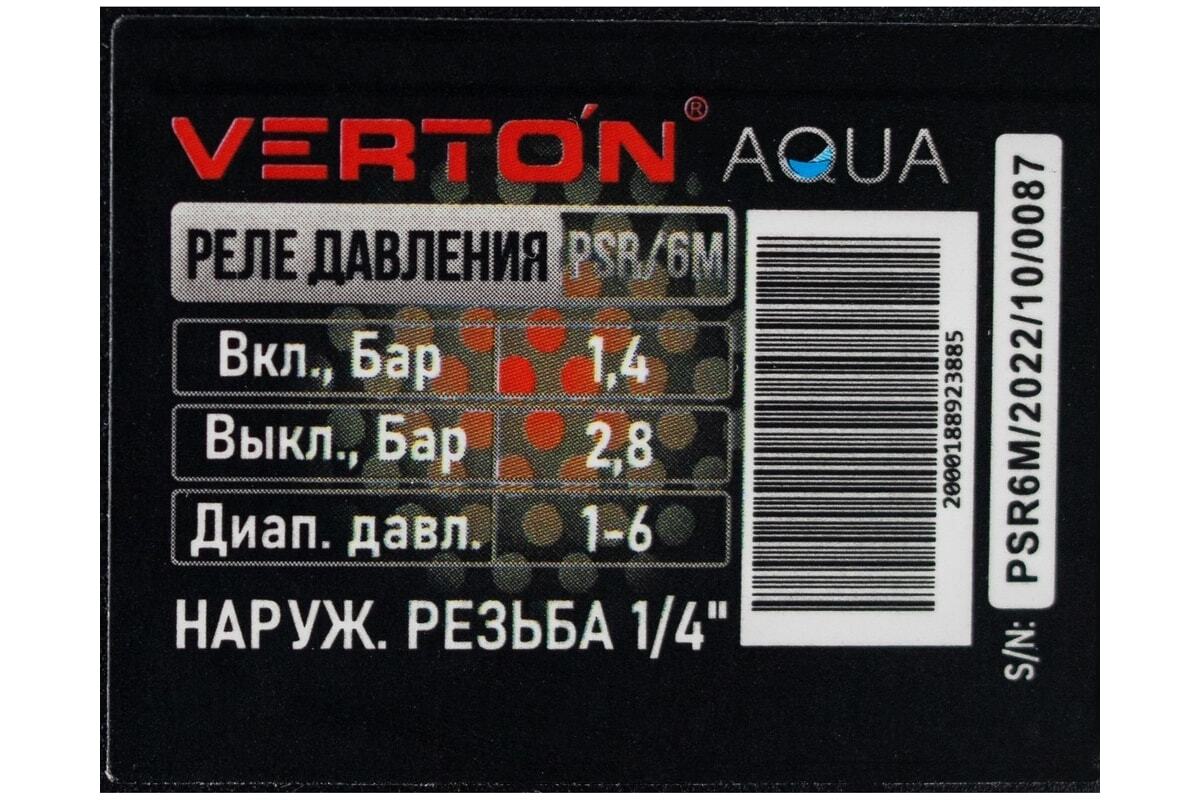 VERTON® AQUA
РЕЛЕ ДАВЛЕНИЯ PSR/6M
Вкл., Бар 1,4
Выкл., Бар 2,8
Диап. давл. 1-6
НАРУЖ. РЕЗЬБА 1/4"
2000188923885
S/N: PSR6M/2022/10/0087